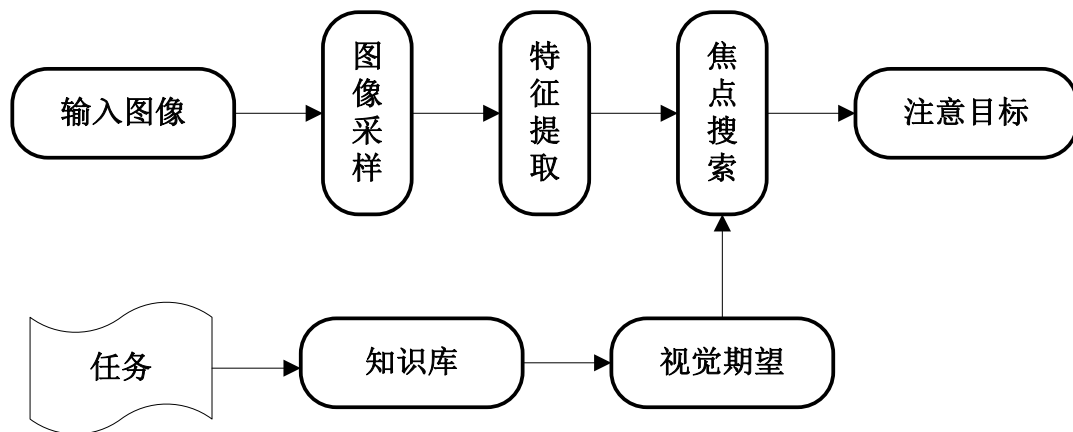 输入图像
图像采样
特征提取
焦点搜索
注意目标
任务
知识库
视觉期望